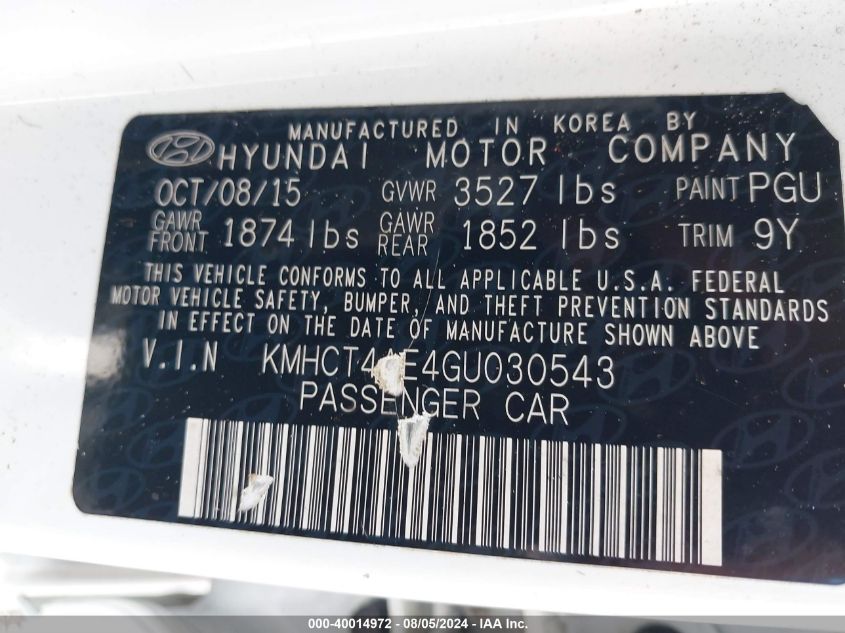 MANUFACTURED IN KOREA BY
HYUNDAI MOTOR COMPANY
OCT/08/15 GVWR 3527 lbs PAINT PGU
GAWR FRONT 1874 lbs GAWR REAR 1852 lbs TRIM 9Y
THIS VEHICLE CONFORMS TO ALL APPLICABLE U.S.A. FEDERAL
MOTOR VEHICLE SAFETY, BUMPER, AND THEFT PREVENTION STANDARDS
IN EFFECT ON THE DATE OF MANUFACTURE SHOWN ABOVE
V.I.N
PASSENGER CAR
000-40014972 - 08/05/2024 - IAA, Inc.